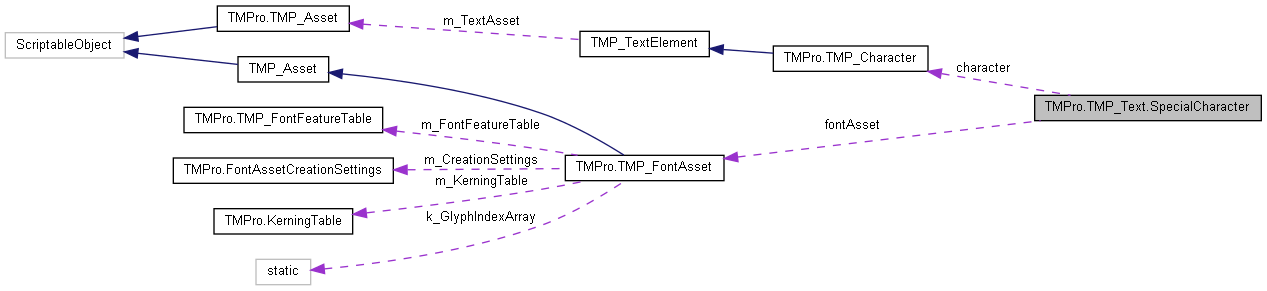 TMPro.TMP_Asset
m_TextAsset
ScriptableObject
TMP_TextElement
TMPro.TMP_Character
TMP_Asset
character
TMPro.TMP_Text.SpecialCharacter
TMPro.TMP_FontFeatureTable
m_FontFeatureTable
fontAsset
m_CreationSettings
TMPro.FontAssetCreationSettings
TMPro.TMP_FontAsset
m_KerningTable
TMPro.KerningTable
k_GlyphIndexArray
static